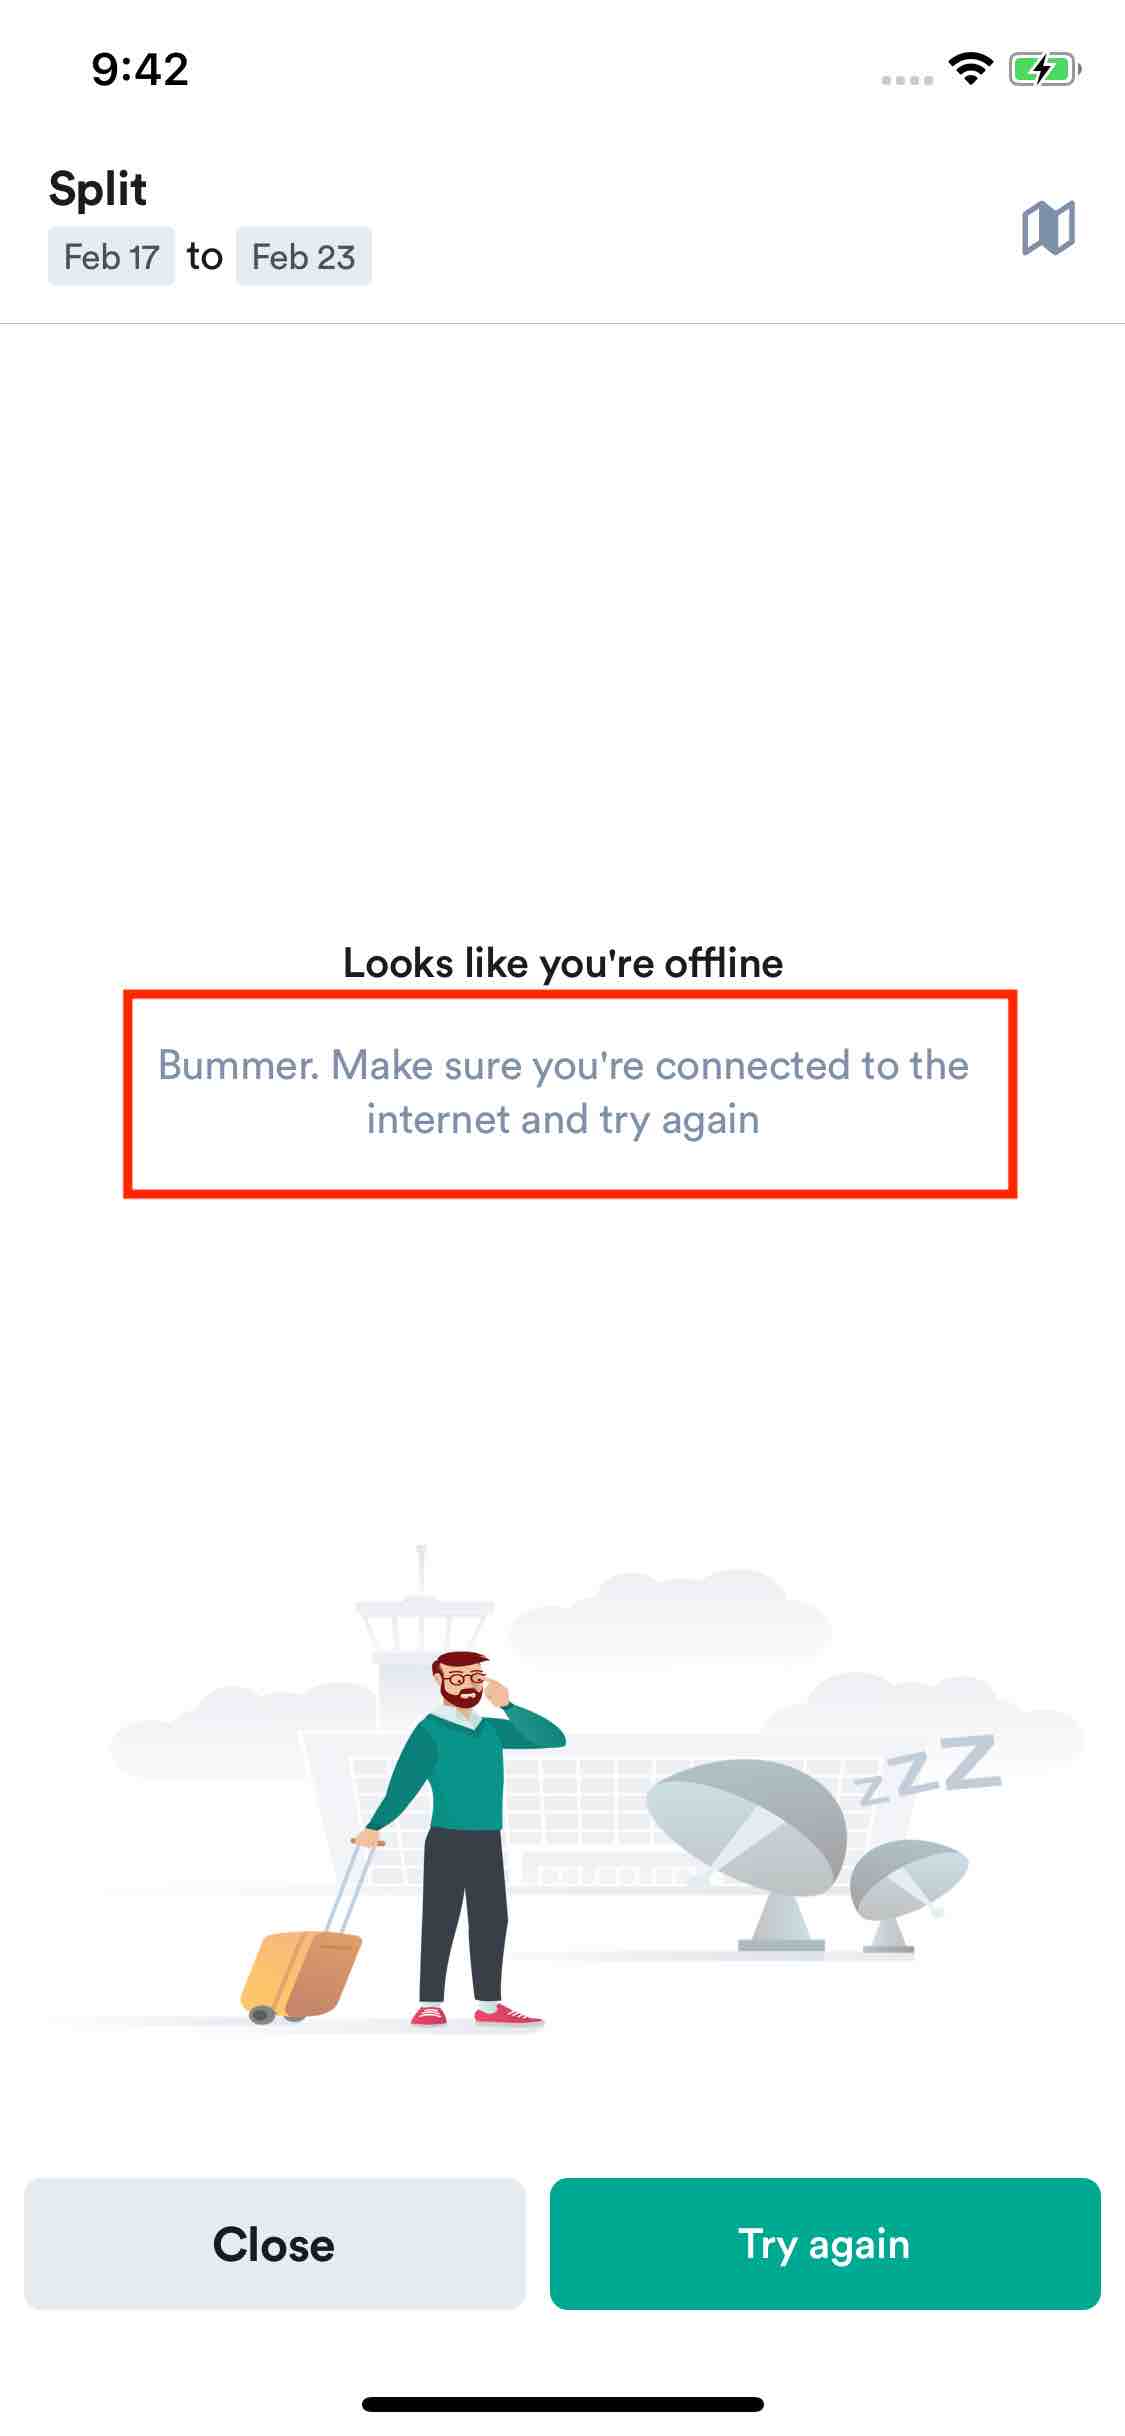 9:42
Split
Feb 17 to Feb 23
Looks like you're offline
Bummer. Make sure you're connected to the
internet and try again
zzZ
Close
Try again